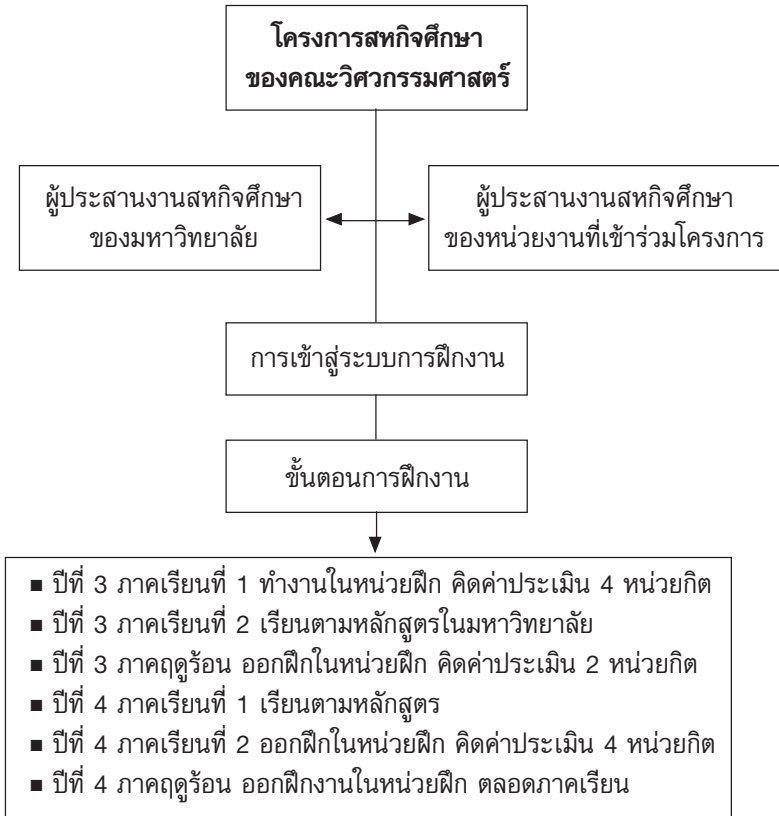 โครงการสหกิจศึกษา
ของคณะวิศวกรรมศาสตร์
ผู้ประสานงานสหกิจศึกษา
ของมหาวิทยาลัย
ผู้ประสานงานสหกิจศึกษา
ของหน่วยงานที่เข้าร่วมโครงการ
การเข้าสู่ระบบการฝึกงาน
ขั้นตอนการฝึกงาน
■ ปีที่ 3 ภาคเรียนที่ 1 ทำงานในหน่วยฝึก คิดค่าประเมิน 4 หน่วยกิต
■ ปีที่ 3 ภาคเรียนที่ 2 เรียนตามหลักสูตรในมหาวิทยาลัย
■ ปีที่ 3 ภาคฤดูร้อน ออกฝึกในหน่วยฝึก คิดค่าประเมิน 2 หน่วยกิต
■ ปีที่ 4 ภาคเรียนที่ 1 เรียนตามหลักสูตร
■ ปีที่ 4 ภาคเรียนที่ 2 ออกฝึกในหน่วยฝึก คิดค่าประเมิน 4 หน่วยกิต
■ ปีที่ 4 ภาคฤดูร้อน ออกฝึกงานในหน่วยฝึก ตลอดภาคเรียน